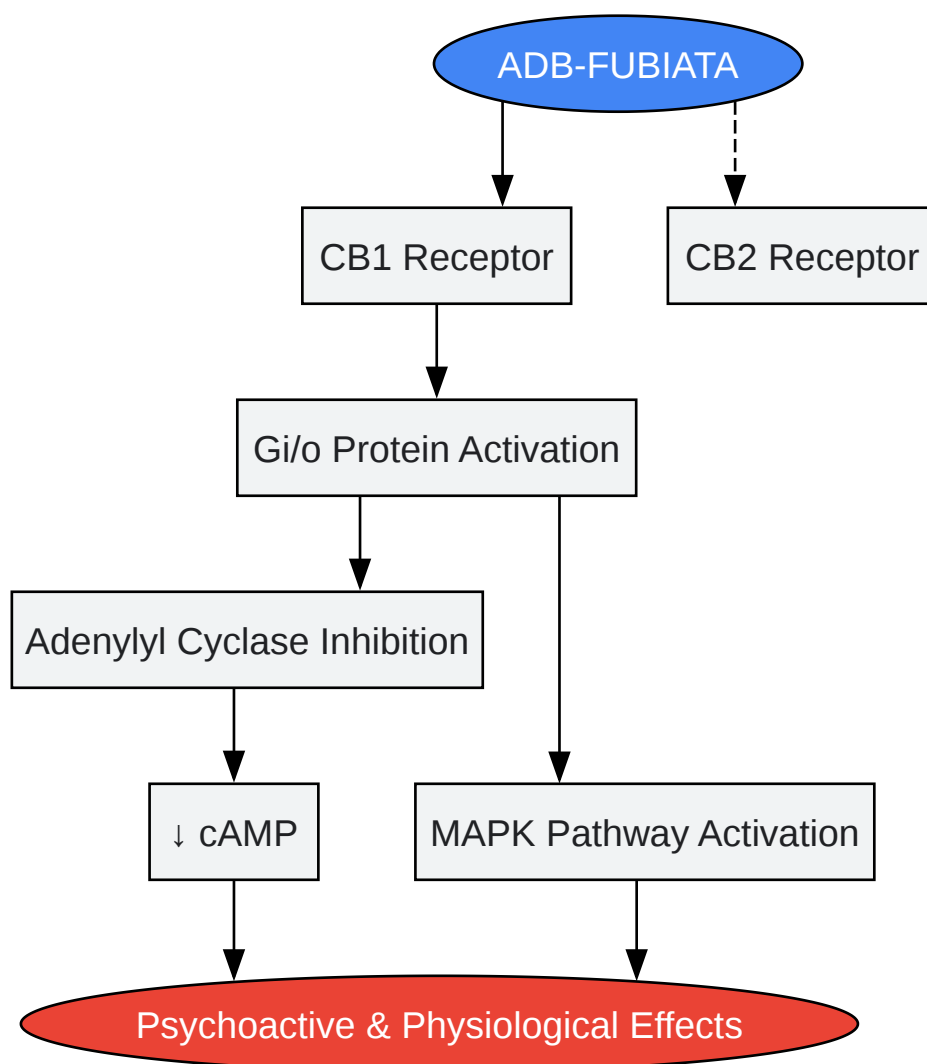 ADB-FUBIATA
CB1 Receptor
CB2 Receptor
Gi/o Protein Activation
Adenylyl Cyclase Inhibition
↓ cAMP
MAPK Pathway Activation
Psychoactive & Physiological Effects